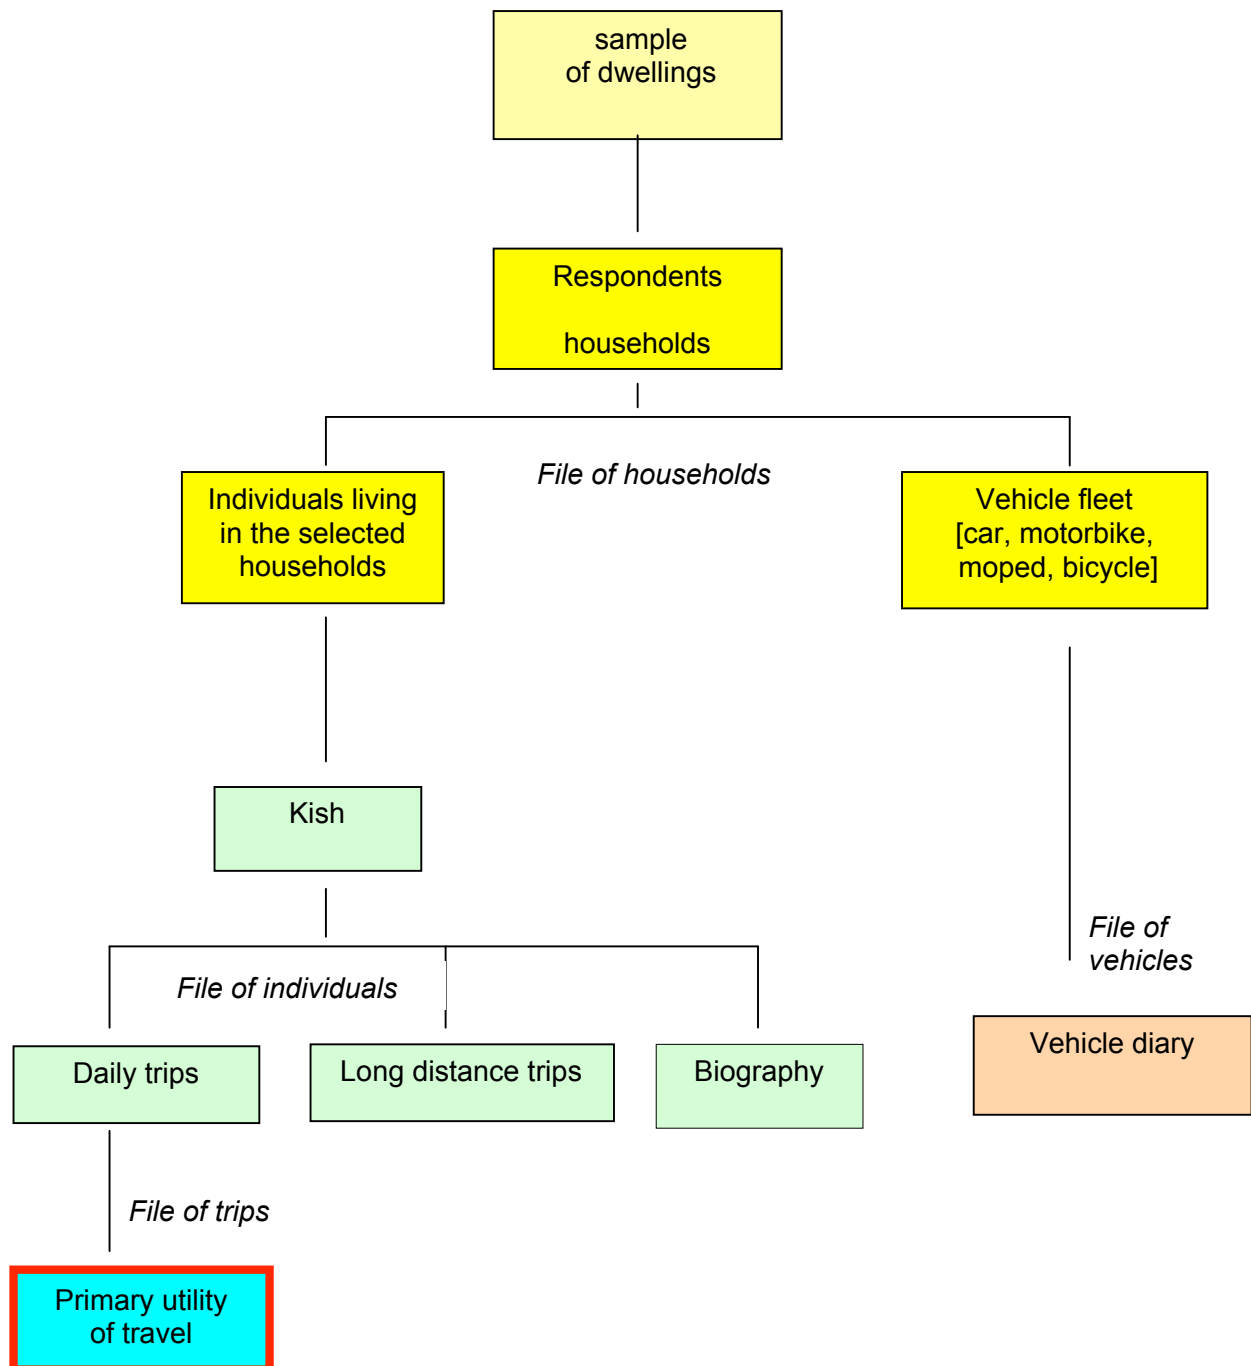 sample
of dwellings
Respondents
households
File of households
Individuals living
in the selected
households
Vehicle fleet
[car, motorbike,
moped, bicycle]
Kish
File of
vehicles
File of individuals
Daily trips
Long distance trips
Biography
Vehicle diary
File of trips
Primary utility
of travel